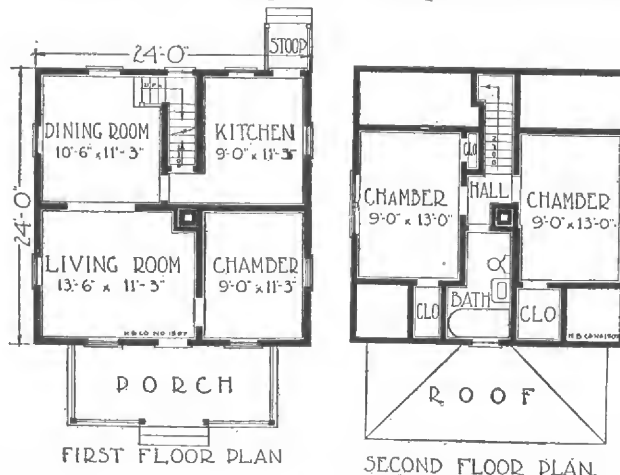 24'-0"
STOOP
24'-0"
DINING ROOM
10'-6" x 11'-3"
KITCHEN
9'-0" x 11'-3"
LIVING ROOM
13'-6" x 11'-3"
CHAMBER
9'-0" x 11'-3"
PORCH
FIRST FLOOR PLAN
CLO
CHAMBER
9'-0" x 13'-0"
HALL
CHAMBER
9'-0" x 13'-0"
BATH
CLO
CLO
ROOF
SECOND FLOOR PLAN